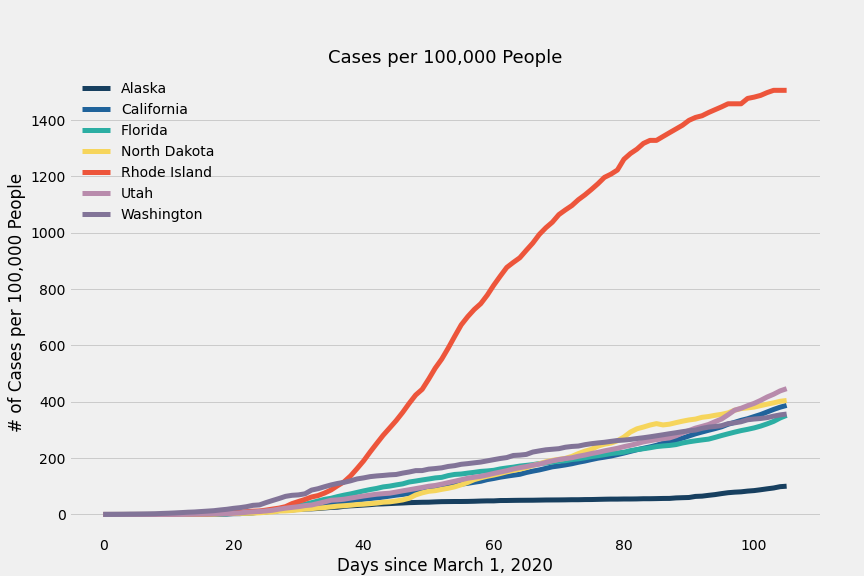 Cases per 100,000 People
Alaska
California
Florida
North Dakota
Rhode Island
Utah
Washington
# of Cases per 100,000 People
1400
1200
1000
800
600
400
200
0
0 20 40 60 80 100
Days since March 1, 2020